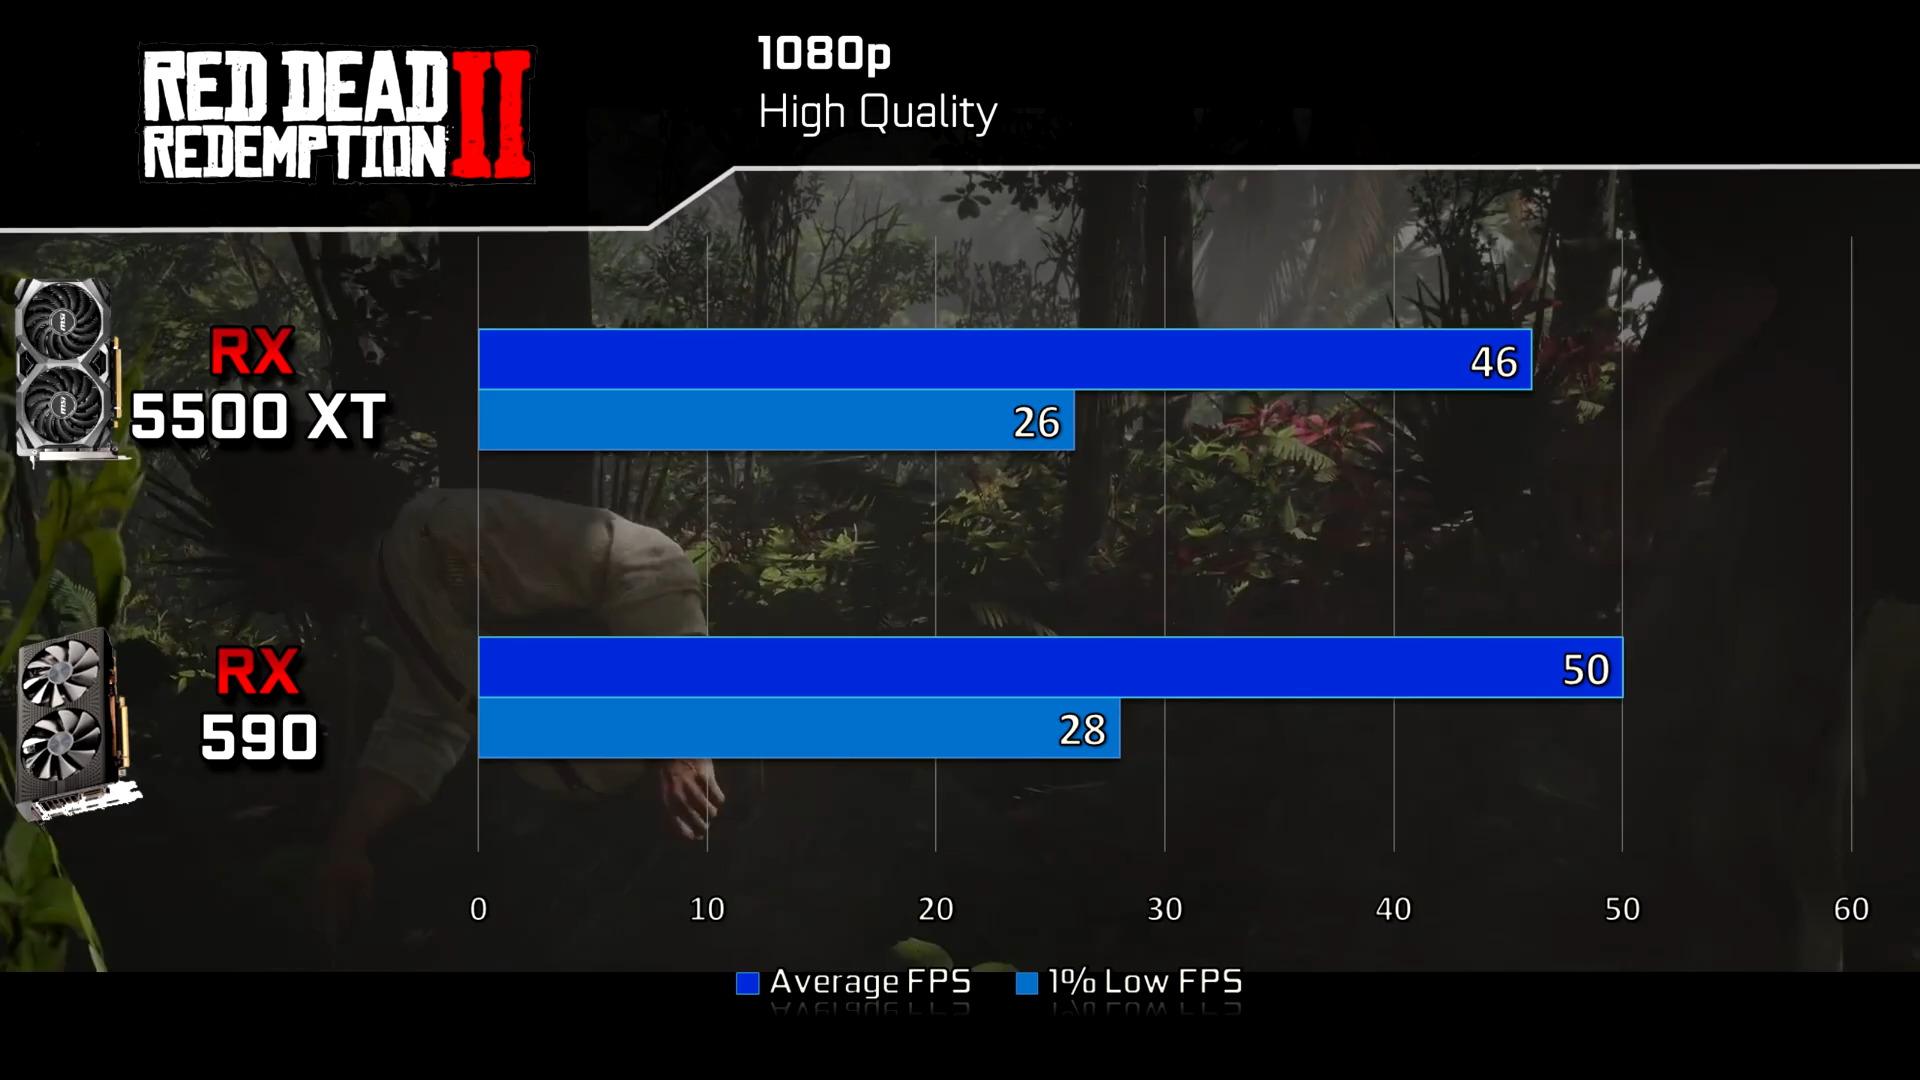 RED DEAD
REDEMPTION II
1080p
High Quality
RX
5500 XT
46
26
RX
590
50
28
0 10 20 30 40 50 60
Average FPS 1% Low FPS